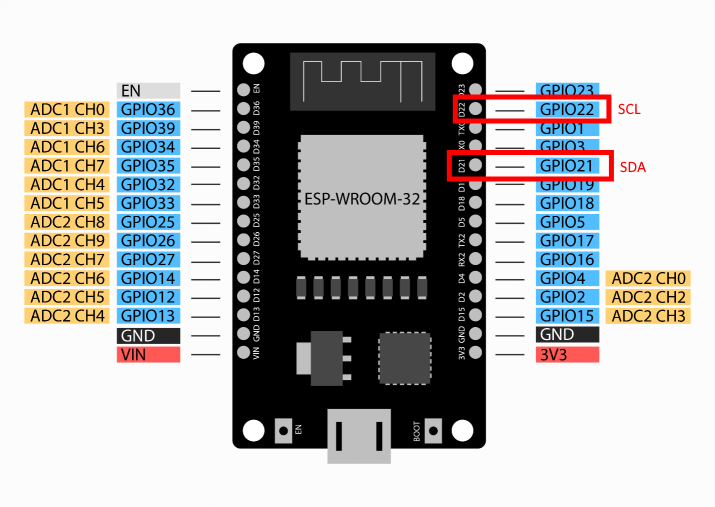 EN
ADC1 CH0 GPIO36
ADC1 CH3 GPIO39
ADC1 CH6 GPIO34
ADC1 CH7 GPIO35
ADC1 CH4 GPIO32
ADC1 CH5 GPIO33
ADC2 CH8 GPIO25
ADC2 CH9 GPIO26
ADC2 CH7 GPIO27
ADC2 CH6 GPIO14
ADC2 CH5 GPIO12
ADC2 CH4 GPIO13
GND
VIN
EN
D36
D39
D34
D35
D32
D33
D25
D26
D27
D14
D12
D13
GND
VIN
ESP-WROOM-32
EN
BOOT
D23
D22
TX0
RX0
D21
D1
D18
D5
TX2
RX2
D4
D2
D15
GND
3V3
GPIO23
GPIO22 SCL
GPIO1
GPIO3
GPIO21 SDA
GPIO19
GPIO18
GPIO5
GPIO17
GPIO16
GPIO4 ADC2 CH0
GPIO2 ADC2 CH2
GPIO15 ADC2 CH3
GND
3V3